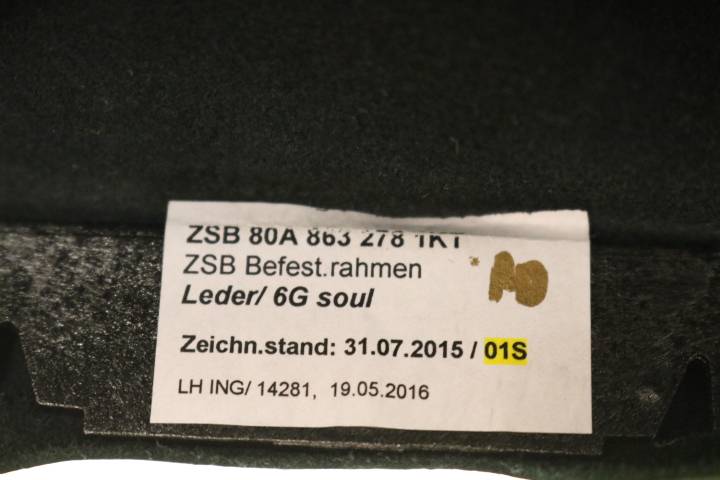 ZSB 80A 863 278 1KT
ZSB Befest.rahmen
Leder/ 6G soul
Zeichn.stand: 31.07.2015 / 01S
LH ING/ 14281, 19.05.2016